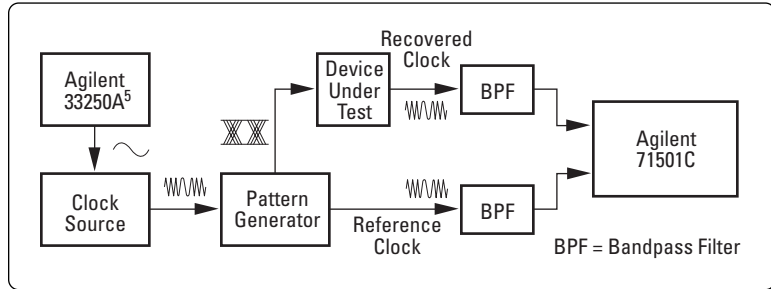 Agilent
33250A5
Clock
Source
Pattern
Generator
Device
Under
Test
Recovered
Clock
BPF
Reference
Clock
BPF
Agilent
71501C
BPF = Bandpass Filter